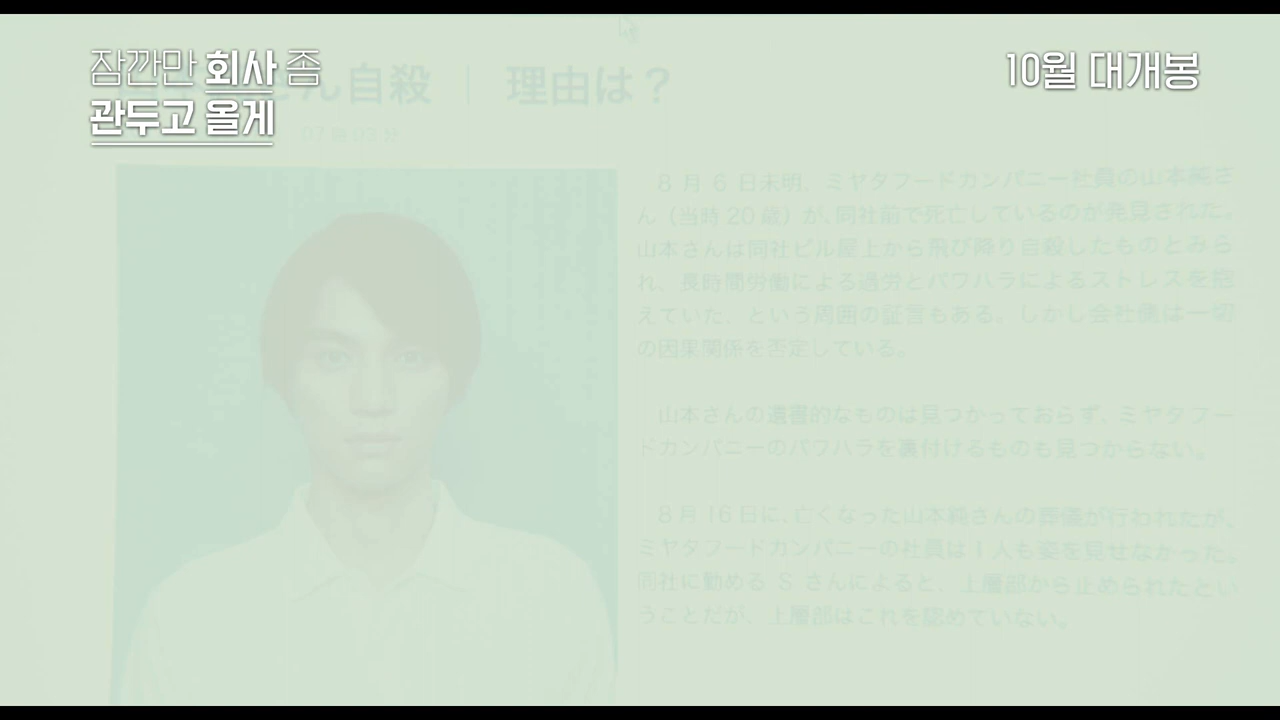 잠깐만 회사 좀
관두고 올게
10월 대개봉
さん自殺 理由は？
8 月 6 日未明、ミヤタフードカンパニー社員の山本純さ
ん（当時 20 歳）が、同社前で死亡しているのが発見された。
山本さんは同社ビル屋上から飛び降り自殺したものとみら
れ、長時間労働による過労とパワハラによるストレスを抱
えていた、という周囲の証言もある。しかし会社側は一切
の因果関係を否定している。
山本さんの遺書的なものは見つかっておらず、ミヤタフー
ドカンパニーのパワハラを裏付けるものも見つからない。
8 月 16 日に、亡くなった山本純さんの葬儀が行われたが、
ミヤタフードカンパニーの社員は 1 人も姿を見せなかった。
同社に勤める S さんによると、上層部から止められたとい
うことだが、上層部はこれを認めていない。